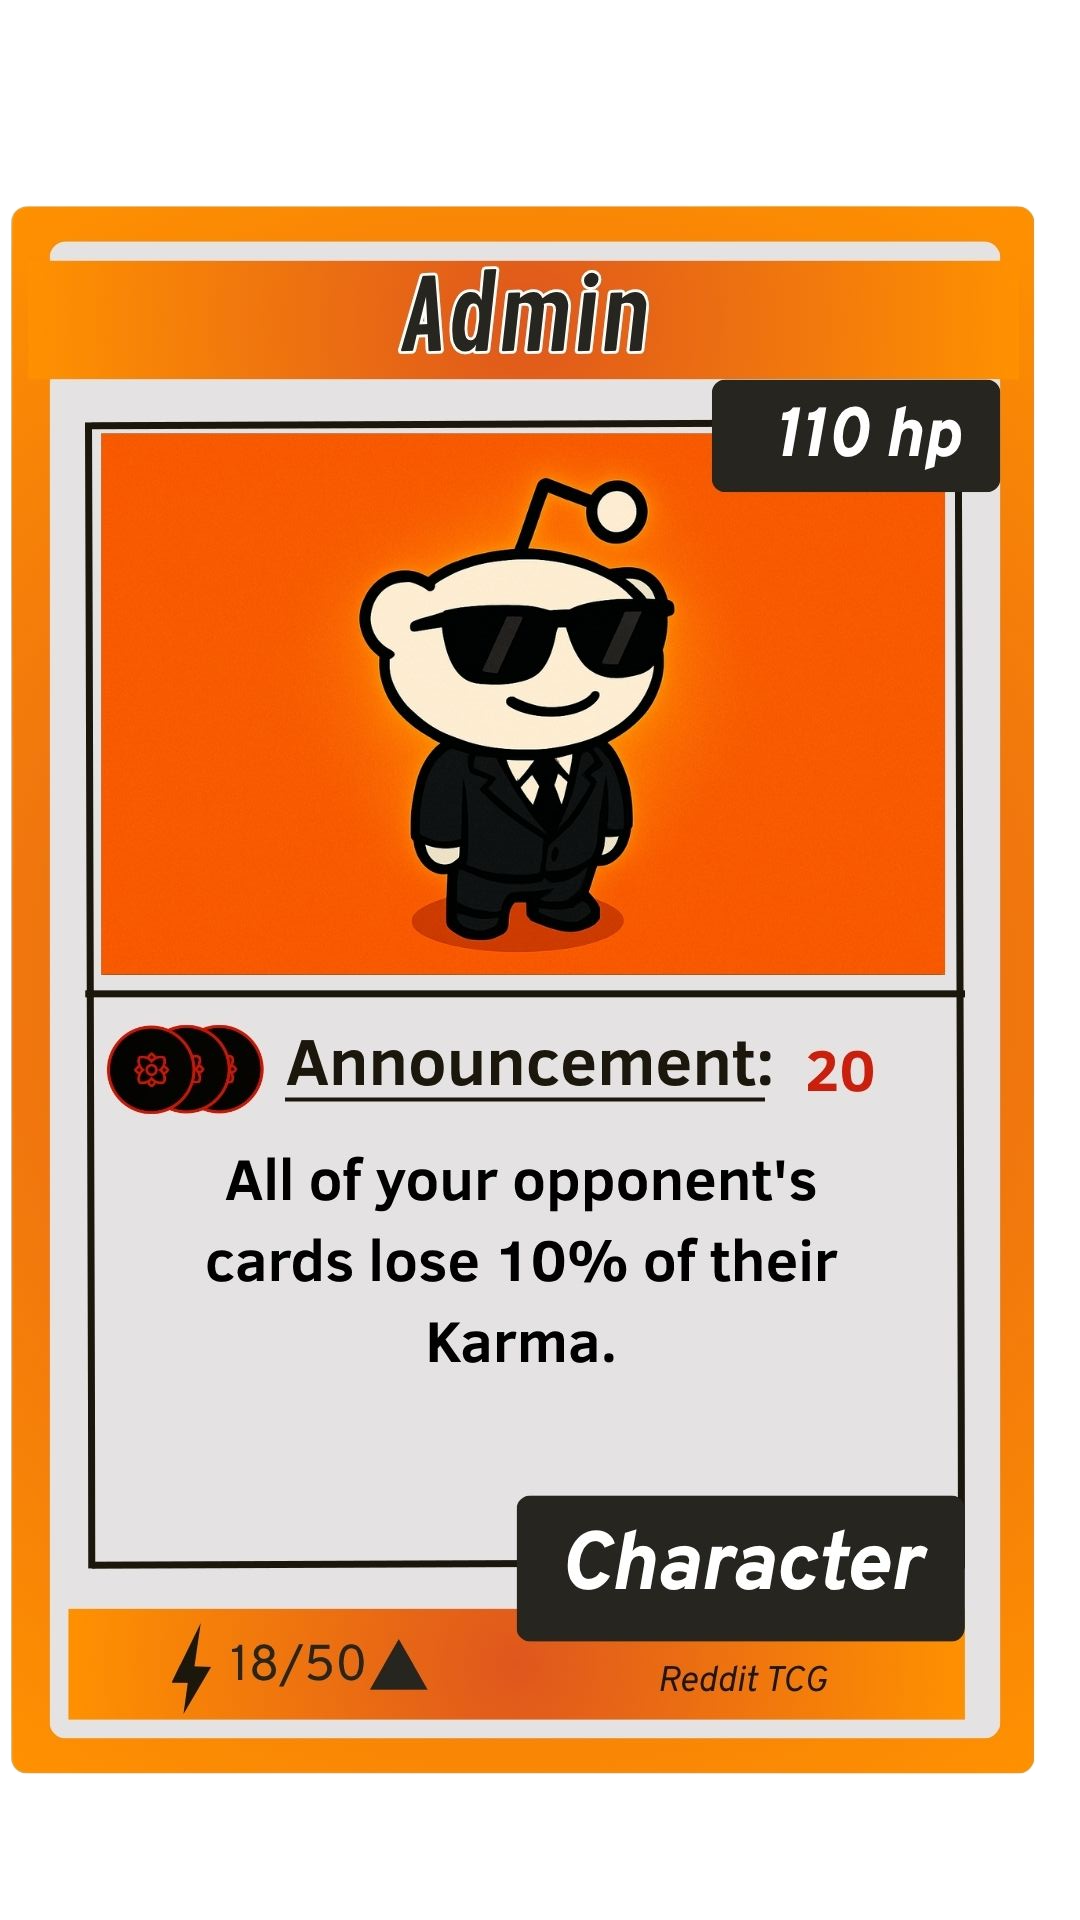 Admin
110 hp
Announcement: 20
All of your opponent's
cards lose 10% of their
Karma.
Character
18/50
Reddit TCG